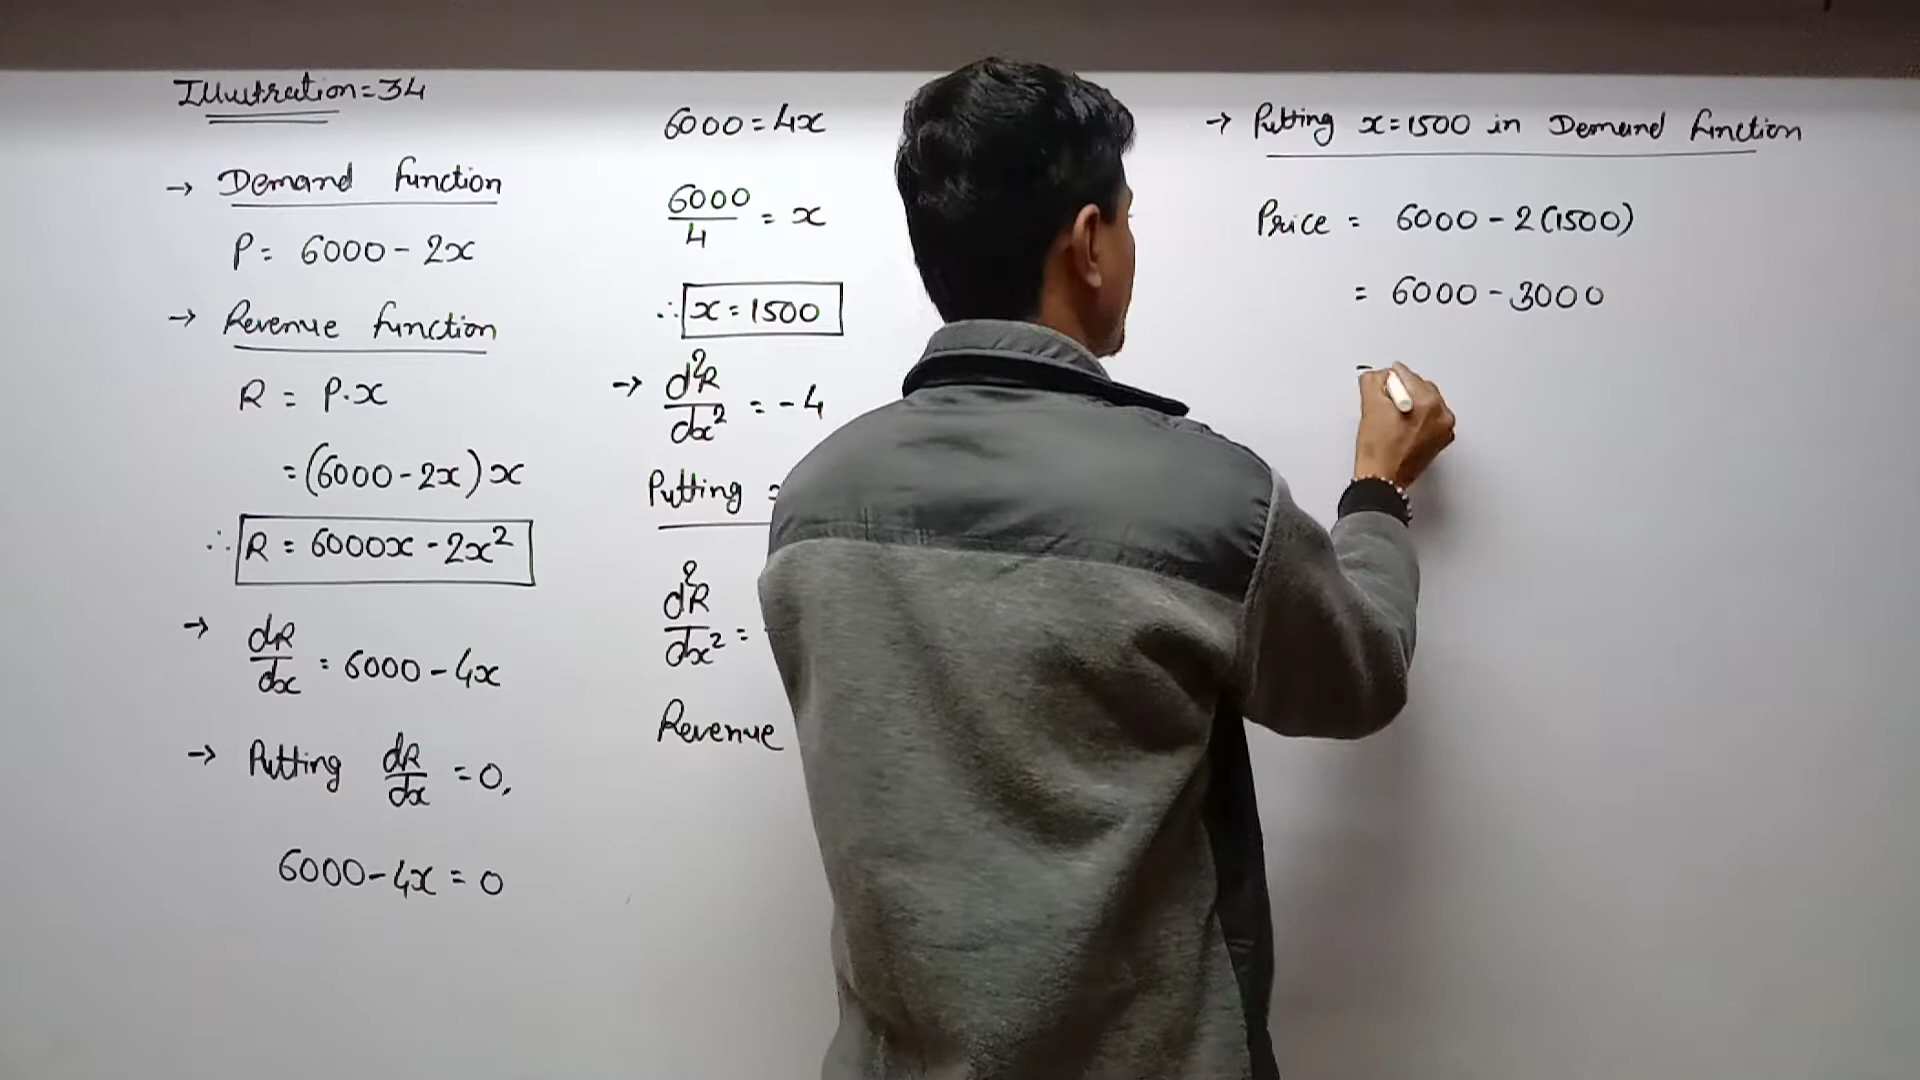 Illustration=34
→ Demand function
P = 6000 - 2x
→ Revenue function
R = P·x
= (6000 - 2x) x
∴ R = 6000x - 2x²
→ dR/dx = 6000 - 4x
→ Putting dR/dx = 0,
6000 - 4x = 0
6000 = 4x
6000/4 = x
∴ x = 1500
→ d²R/dx² = -4
Putting
d²R/dx² =
Revenue
→ Putting x=1500 in Demand function
Price = 6000 - 2(1500)
= 6000 - 3000
=